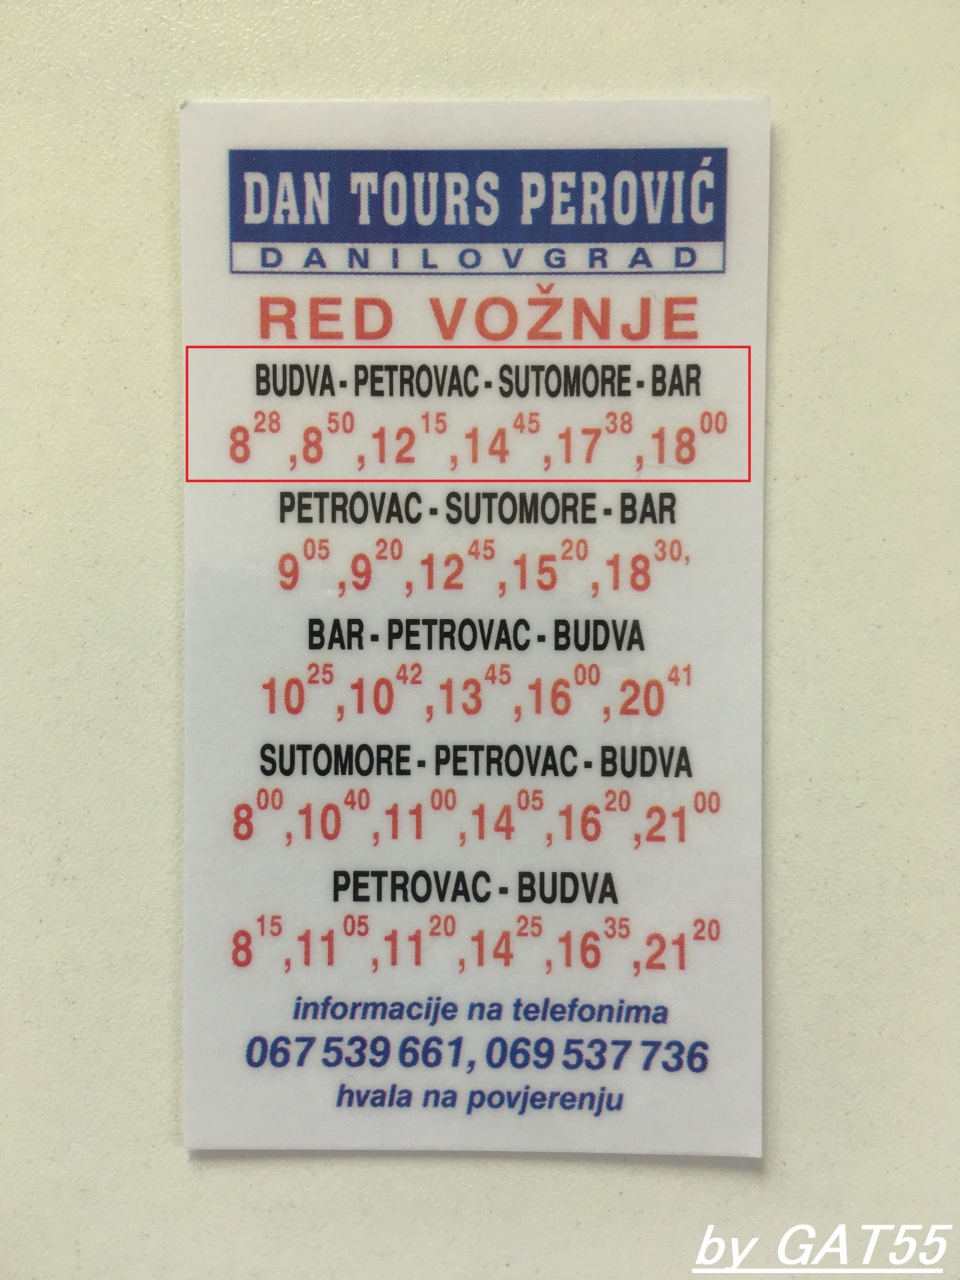 DAN TOURS PEROVIĆ
DANILOVGRAD
RED VOŽNJE
BUDVA - PETROVAC - SUTOMORE - BAR
8²⁸,8⁵⁰,12¹⁵,14⁴⁵,17³⁸,18⁰⁰
PETROVAC - SUTOMORE - BAR
9⁰⁵,9²⁰,12⁴⁵,15²⁰,18³⁰,
BAR - PETROVAC - BUDVA
10²⁵,10⁴²,13⁴⁵,16⁰⁰,20⁴¹
SUTOMORE - PETROVAC - BUDVA
8⁰⁰,10⁴⁰,11⁰⁰,14⁰⁵,16²⁰,21⁰⁰
PETROVAC - BUDVA
8¹⁵,11⁰⁵,11²⁰,14²⁵,16³⁵,21²⁰
informacije na telefonima
067 539 661, 069 537 736
hvala na povjerenju
by GAT55